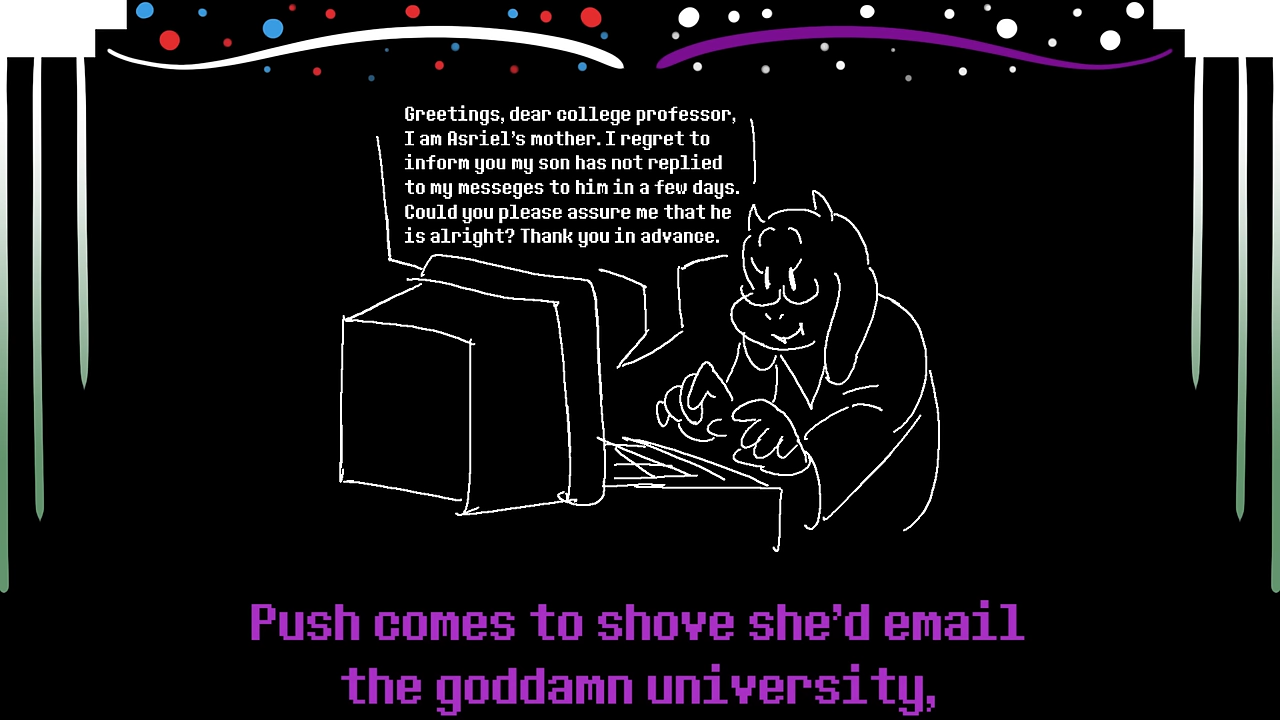 Greetings, dear college professor,
I am Asriel's mother. I regret to
inform you my son has not replied
to my messeges to him in a few days.
Could you please assure me that he
is alright? Thank you in advance.
Push comes to shove she'd email
the goddamn university,